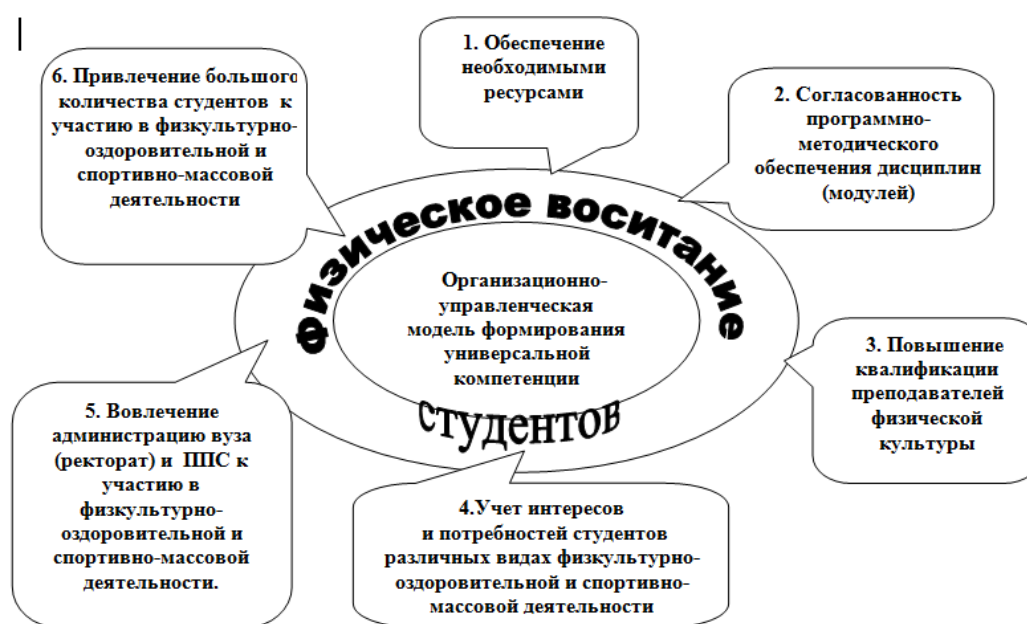 1. Обеспечение
необходимыми
ресурсами
2. Согласованность
программно-
методического
обеспечения дисциплин
(модулей)
3. Повышение
квалификации
преподавателей
физической
культуры
4.Учет интересов
и потребностей студентов
различных видах физкультурно-
оздоровительной и спортивно-
массовой деятельности
5. Вовлечение
администрацию вуза
(ректорат) и ППС к
участию в
физкультурно-
оздоровительной и
спортивно-массовой
деятельности.
6. Привлечение большого
количества студентов к
участию в физкультурно-
оздоровительной и
спортивно-массовой
деятельности
Физическое воситание
Организационно-
управленческая
модель формирования
универсальной
компетенции
студентов